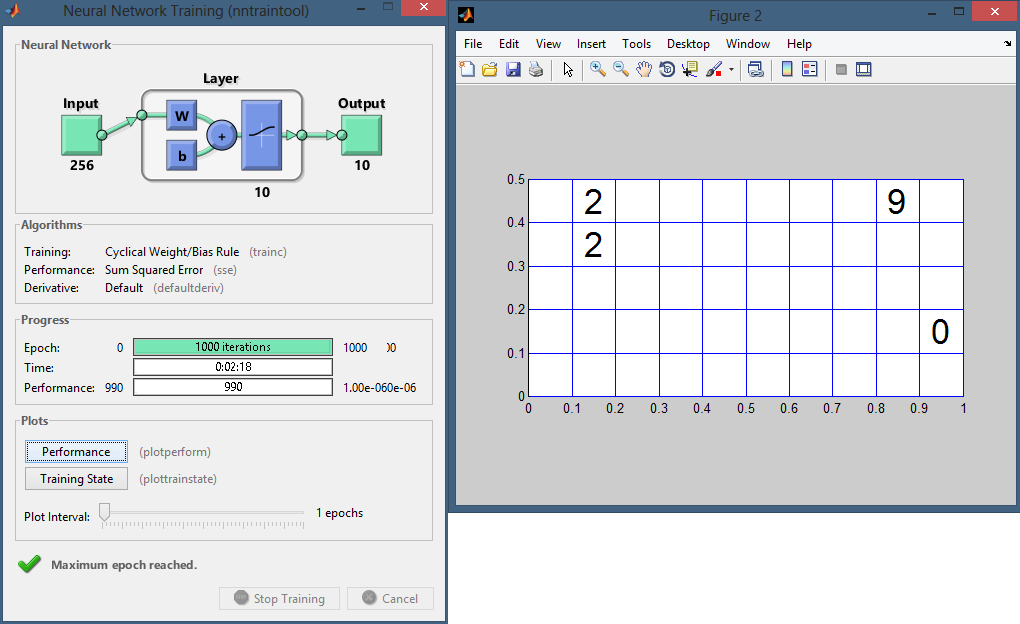 Neural Network Training (nntraintool)
Neural Network
Layer
Input
Output
W
+
b
256
10
10
Algorithms
Training: Cyclical Weight/Bias Rule (trainc)
Performance: Sum Squared Error (sse)
Derivative: Default (defaultderiv)
Progress
Epoch: 0 1000 iterations 1000
Time: 0:02:18
Performance: 990 990 1.00e-060e-06
Plots
Performance (plotperform)
Training State (plottrainstate)
Plot Interval: 1 epochs
Maximum epoch reached.
Stop Training Cancel
Figure 2
File Edit View Insert Tools Desktop Window Help
0.5
0.4
0.3
0.2
0.1
0
2 9
2
0
0 0.1 0.2 0.3 0.4 0.5 0.6 0.7 0.8 0.9 1